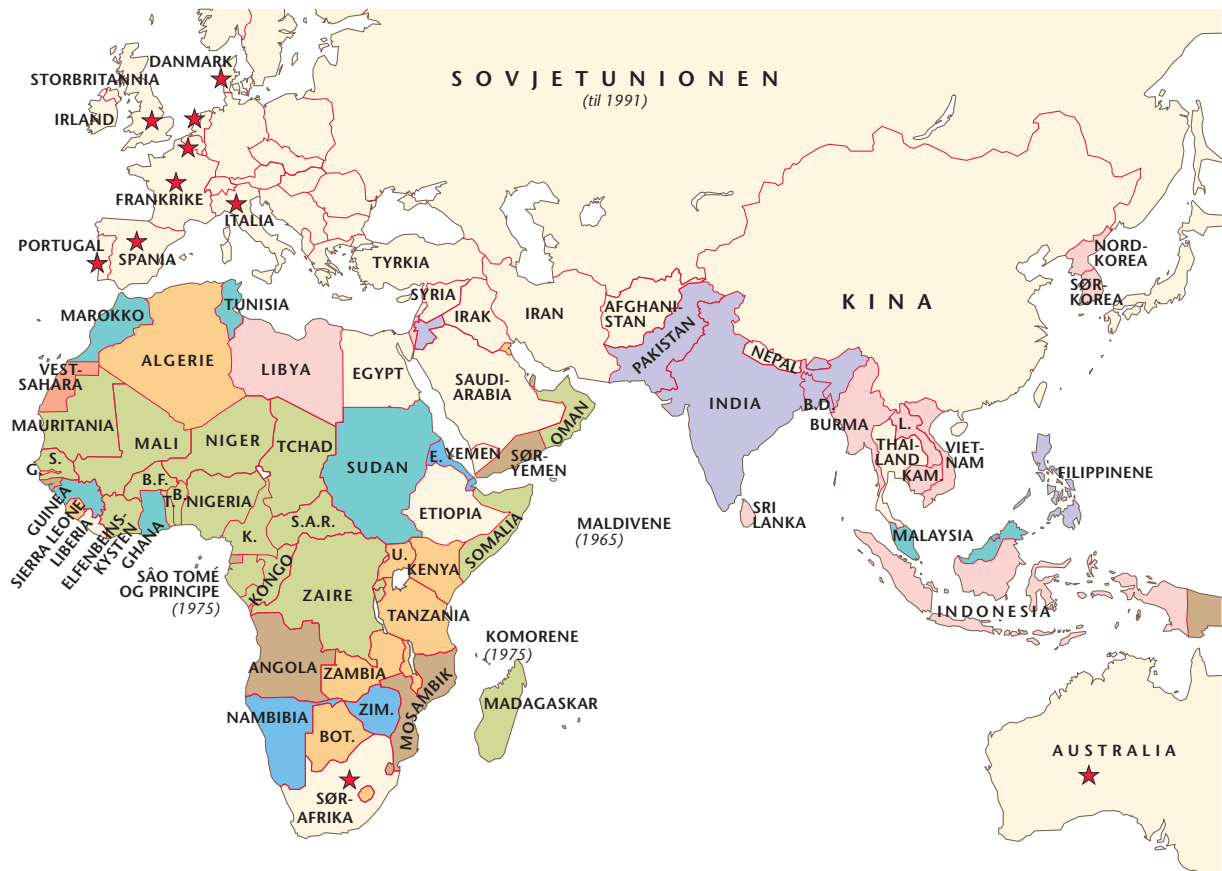 DANMARK
STORBRITANNIA
IRLAND
SOVJETUNIONEN
(til 1991)
FRANKRIKE
ITALIA
PORTUGAL
SPANIA
TYRKIA
NORD-
KOREA
SØR-
KOREA
KINA
SYRIA
IRAK
IRAN
AFGHANI-
STAN
PAKISTAN
NEPAL
MAROKKO
TUNISIA
ALGERIE
LIBYA
EGYPT
SAUDI-
ARABIA
VEST-
SAHARA
INDIA
B.D.
BURMA
L.
THAI-
LAND
VIET-
NAM
KAM.
FILIPPINENE
MAURITANIA
MALI
NIGER
TCHAD
SUDAN
E.
YEMEN
SØR-
YEMEN
OMAN
S.
G.
B.F.
T.
B.
NIGERIA
ETIOPIA
SOMALIA
MALDIVENE
(1965)
SRI
LANKA
MALAYSIA
GUINEA
SIERRA LEONE
LIBERIA
ELFENBEINS-
KYSTEN
GHANA
K.
S.A.R.
U.
KENYA
SÂO TOMÉ
OG PRINCIPE
(1975)
KONGO
ZAIRE
TANZANIA
INDONESIA
KOMORENE
(1975)
ANGOLA
ZAMBIA
MOSAMBIK
MADAGASKAR
NAMBIBIA
ZIM.
BOT.
SØR-
AFRIKA
AUSTRALIA